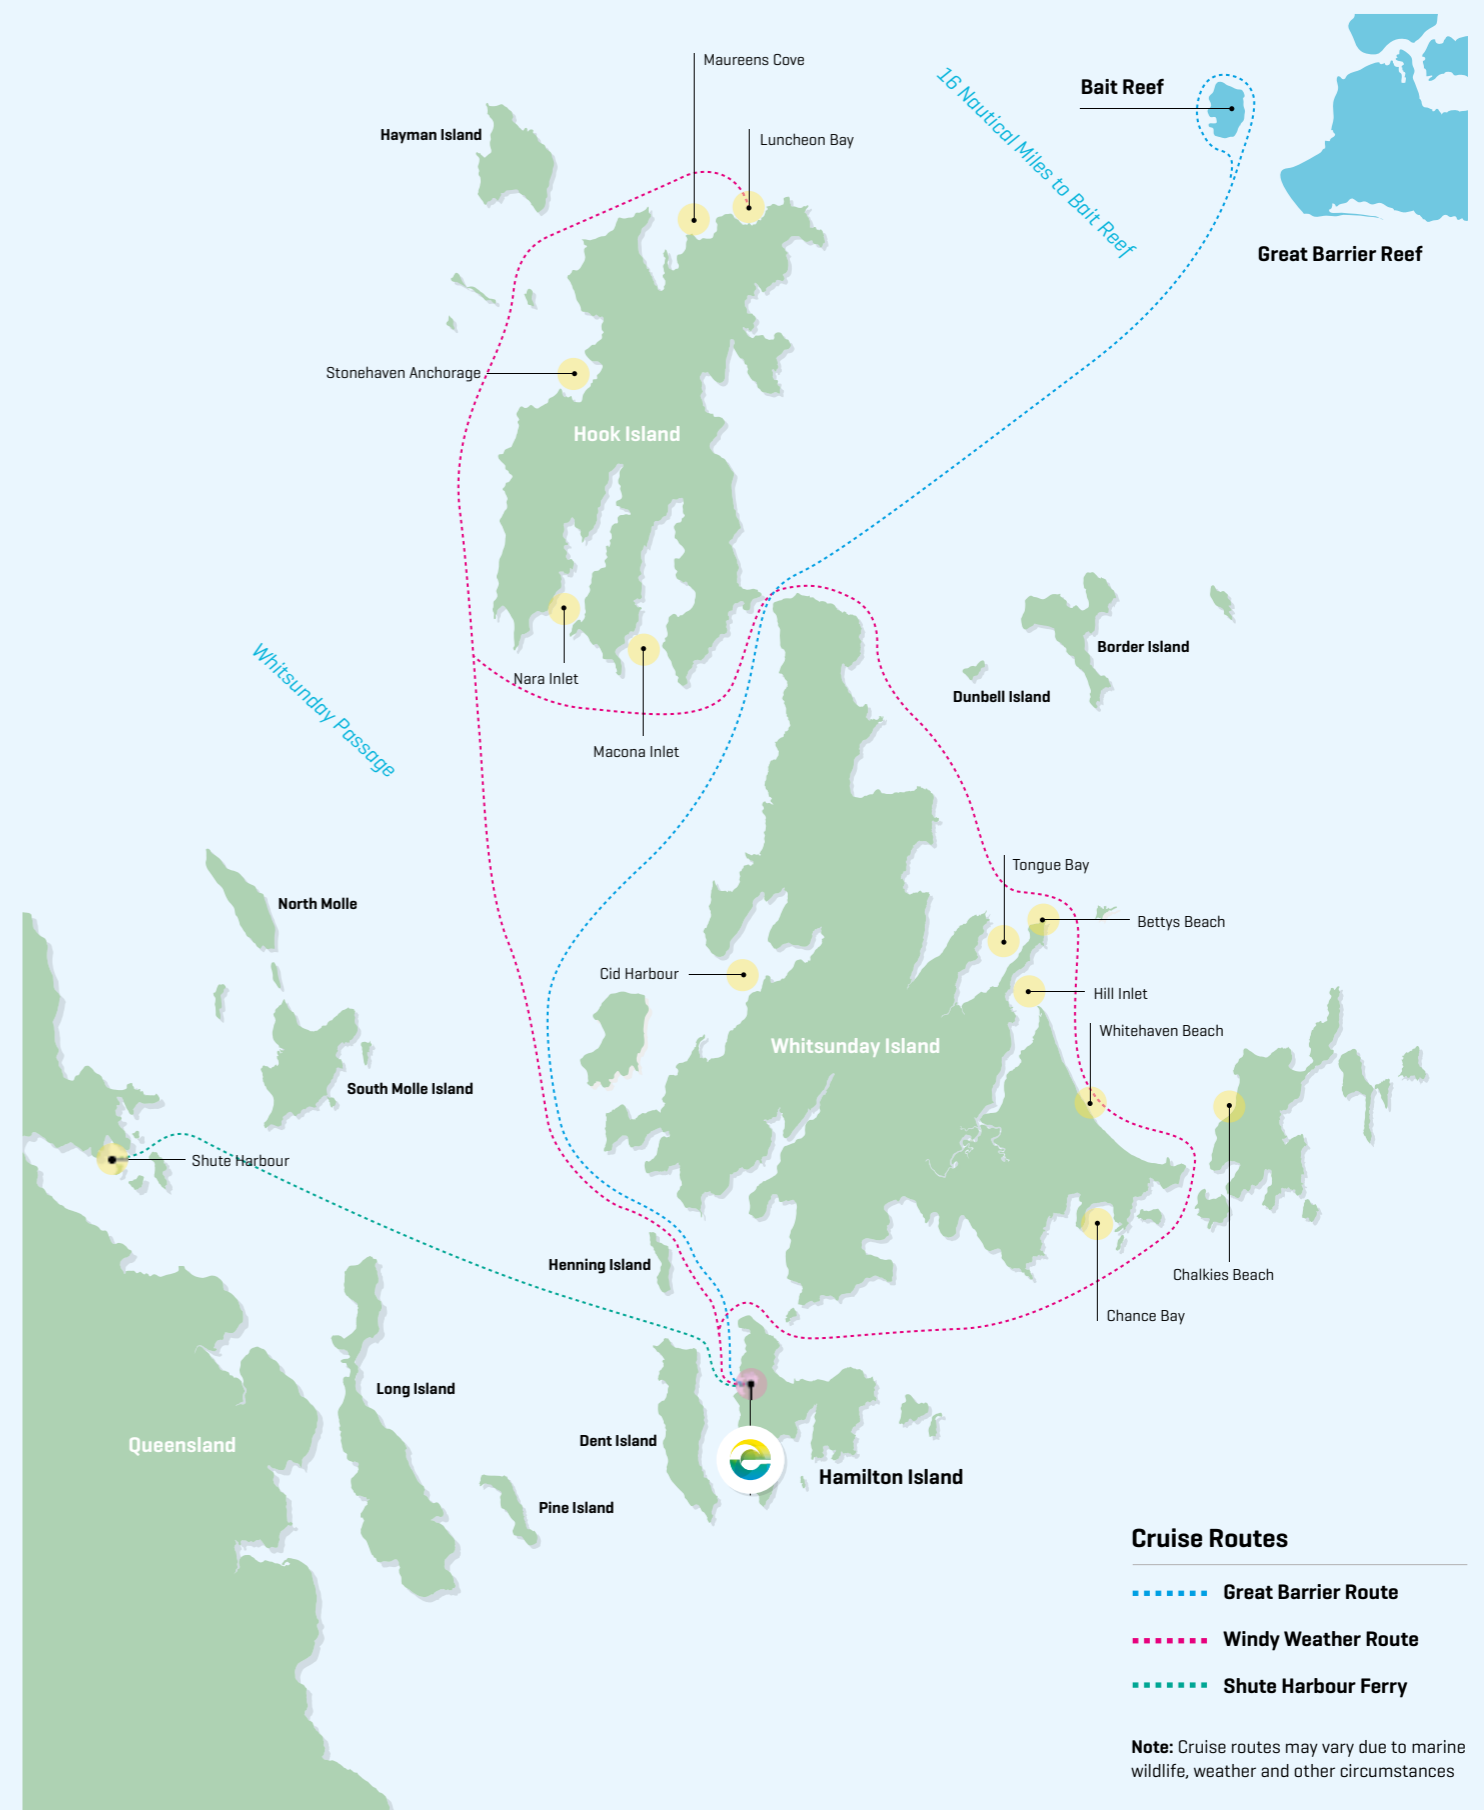 Maureens Cove
Bait Reef
16 Nautical Miles to Bait Reef
Hayman Island
Luncheon Bay
Great Barrier Reef
Stonehaven Anchorage
Hook Island
Border Island
Nara Inlet
Dunbell Island
Whitsunday Passage
Macona Inlet
Tongue Bay
North Molle
Bettys Beach
Cid Harbour
Hill Inlet
Whitehaven Beach
Whitsunday Island
South Molle Island
Shute Harbour
Henning Island
Chalkies Beach
Chance Bay
Long Island
Dent Island
Queensland
Hamilton Island
Pine Island
Cruise Routes
Great Barrier Route
Windy Weather Route
Shute Harbour Ferry
Note: Cruise routes may vary due to marine
wildlife, weather and other circumstances